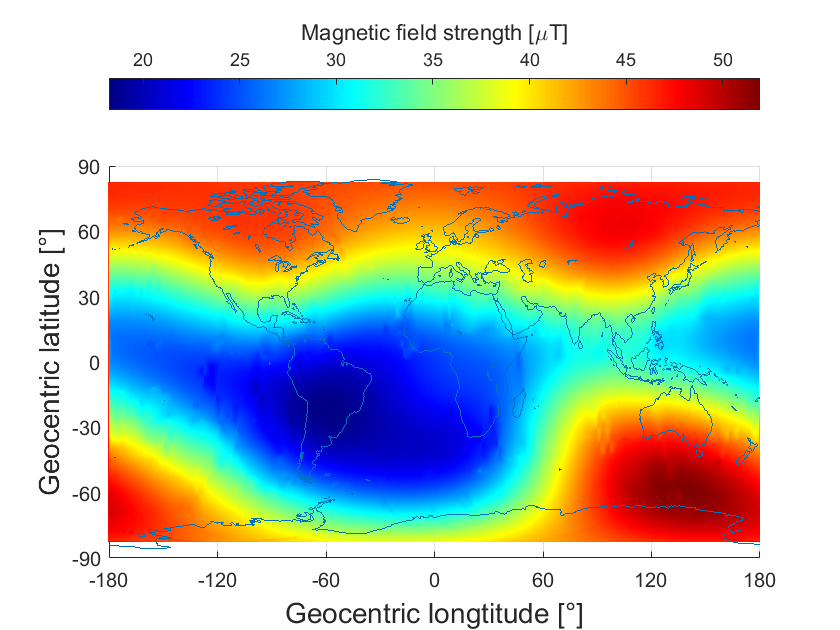 Magnetic field strength [μT]
20 25 30 35 40 45 50
90
60
30
0
-30
-60
-90
Geocentric latitude [°]
-180 -120 -60 0 60 120 180
Geocentric longtitude [°]